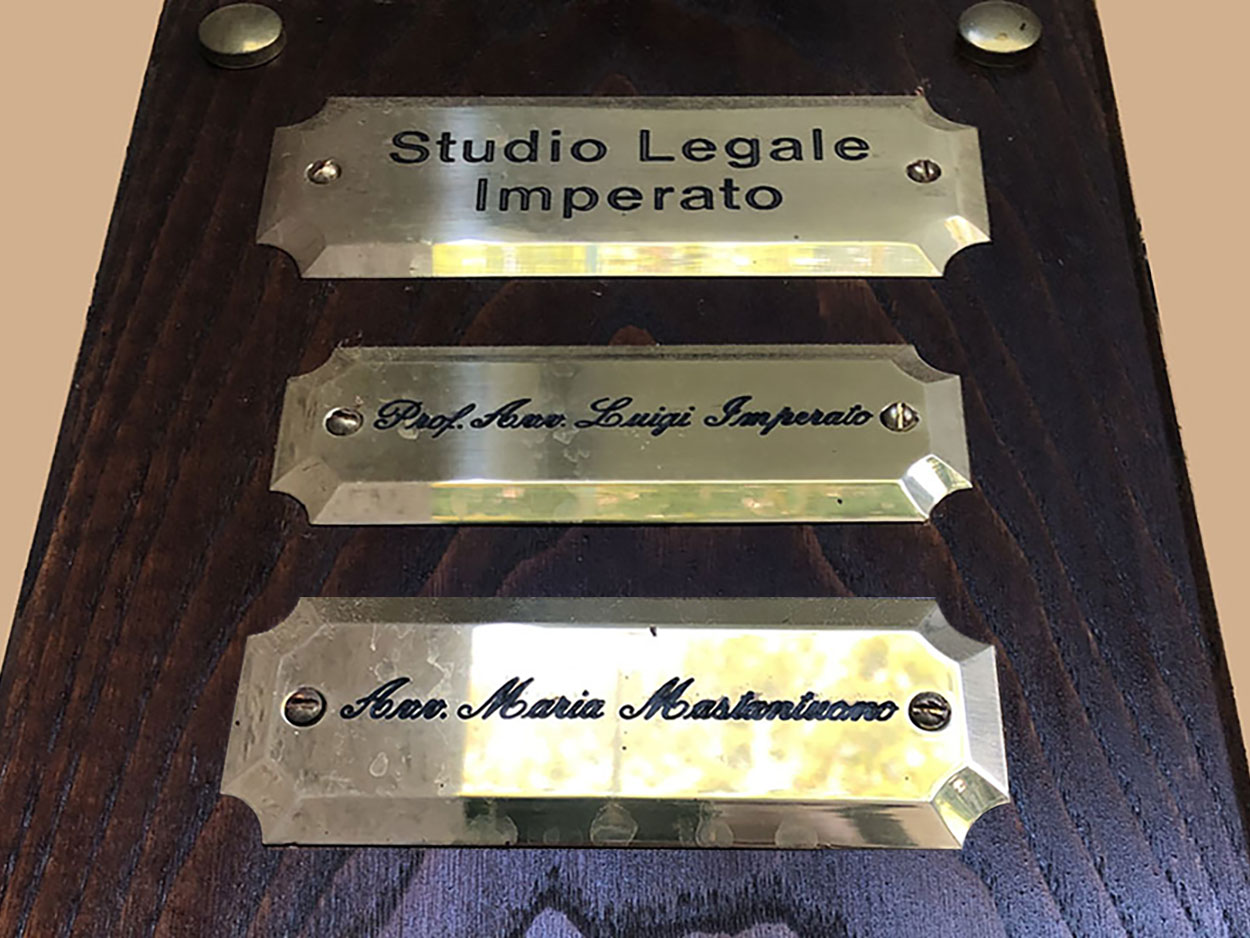 Studio Legale
Imperato
Prof. Avv. Luigi Imperato
Avv. Maria Mastantuono